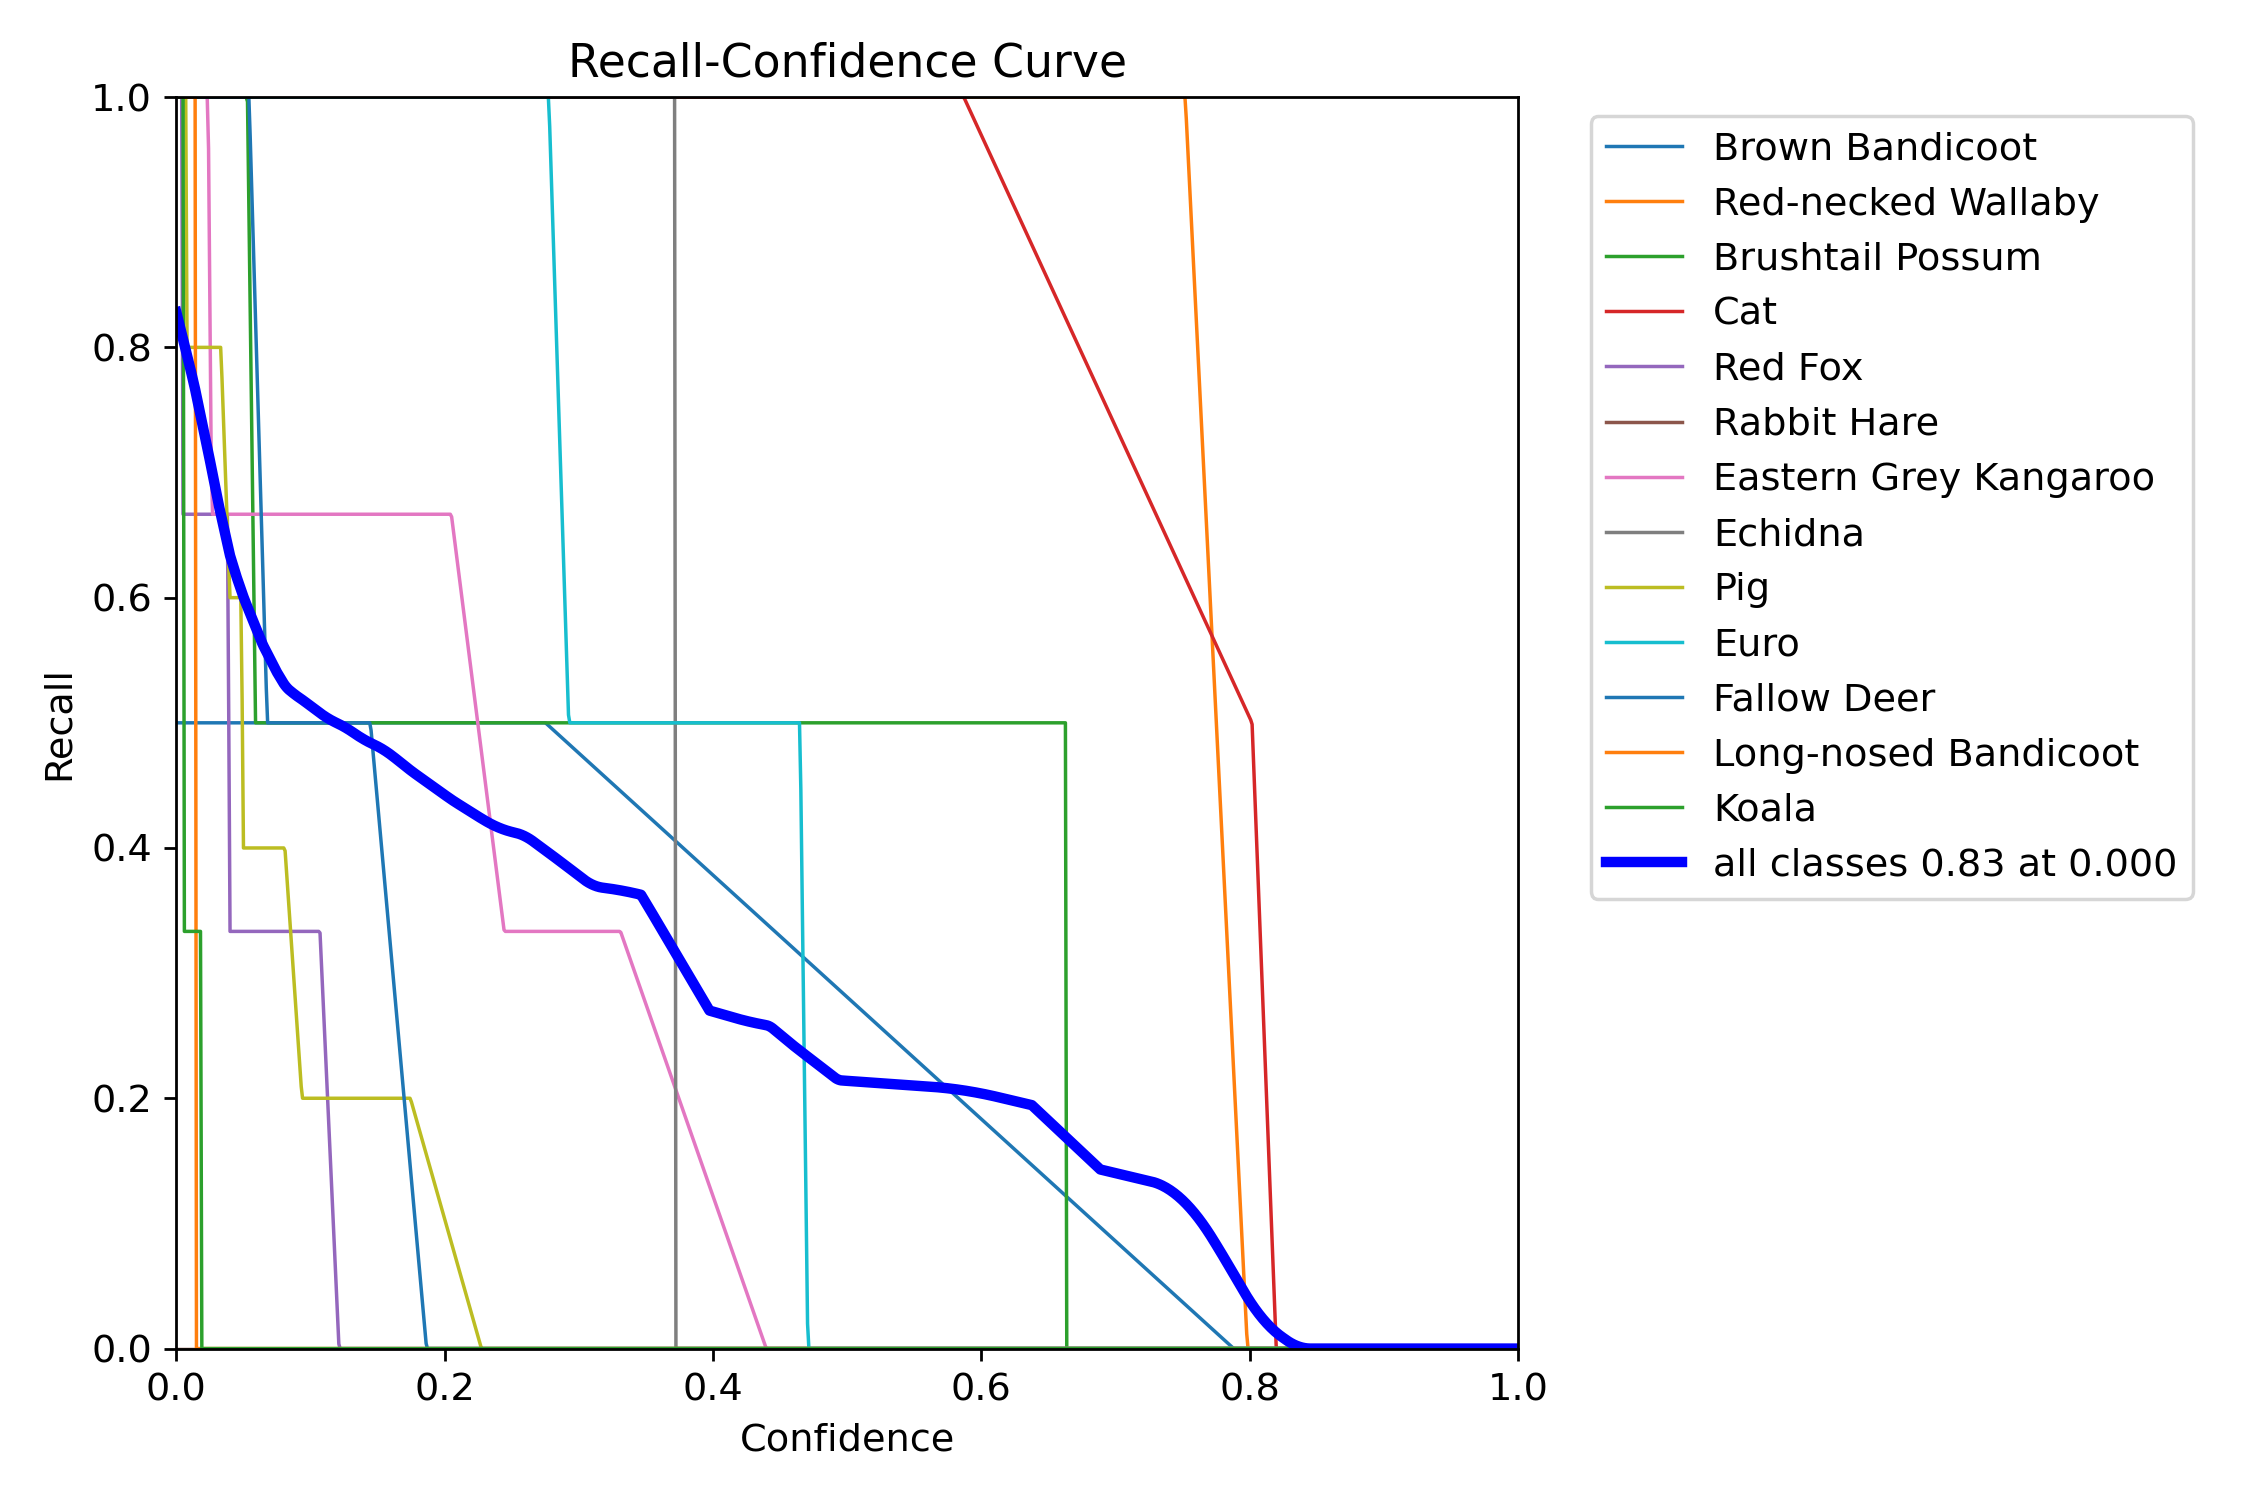 Recall-Confidence Curve
1.0
0.8
0.6
0.4
0.2
0.0
Recall
0.0 0.2 0.4 0.6 0.8 1.0
Confidence
Brown Bandicoot
Red-necked Wallaby
Brushtail Possum
Cat
Red Fox
Rabbit Hare
Eastern Grey Kangaroo
Echidna
Pig
Euro
Fallow Deer
Long-nosed Bandicoot
Koala
all classes 0.83 at 0.000